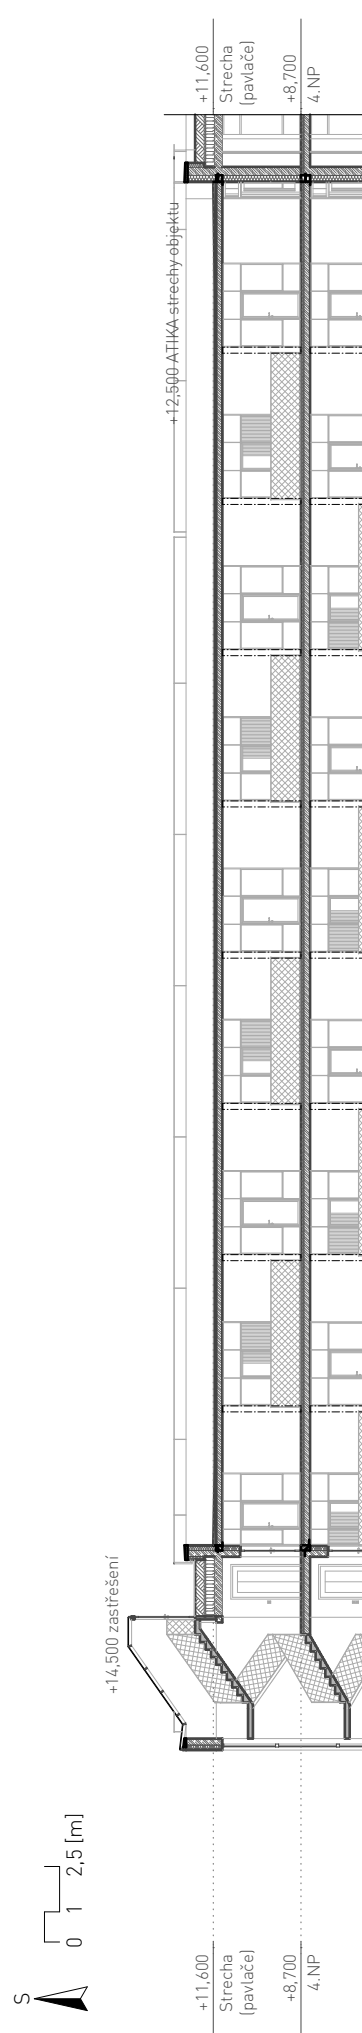 +11,600
Strecha
(pavlače)
+8,700
4.NP
+12,500 ATIKA strechy objektu
+14,500 zastřešení
0 1 2,5 [m]
S
+11,600
Strecha
(pavlače)
+8,700
4.NP